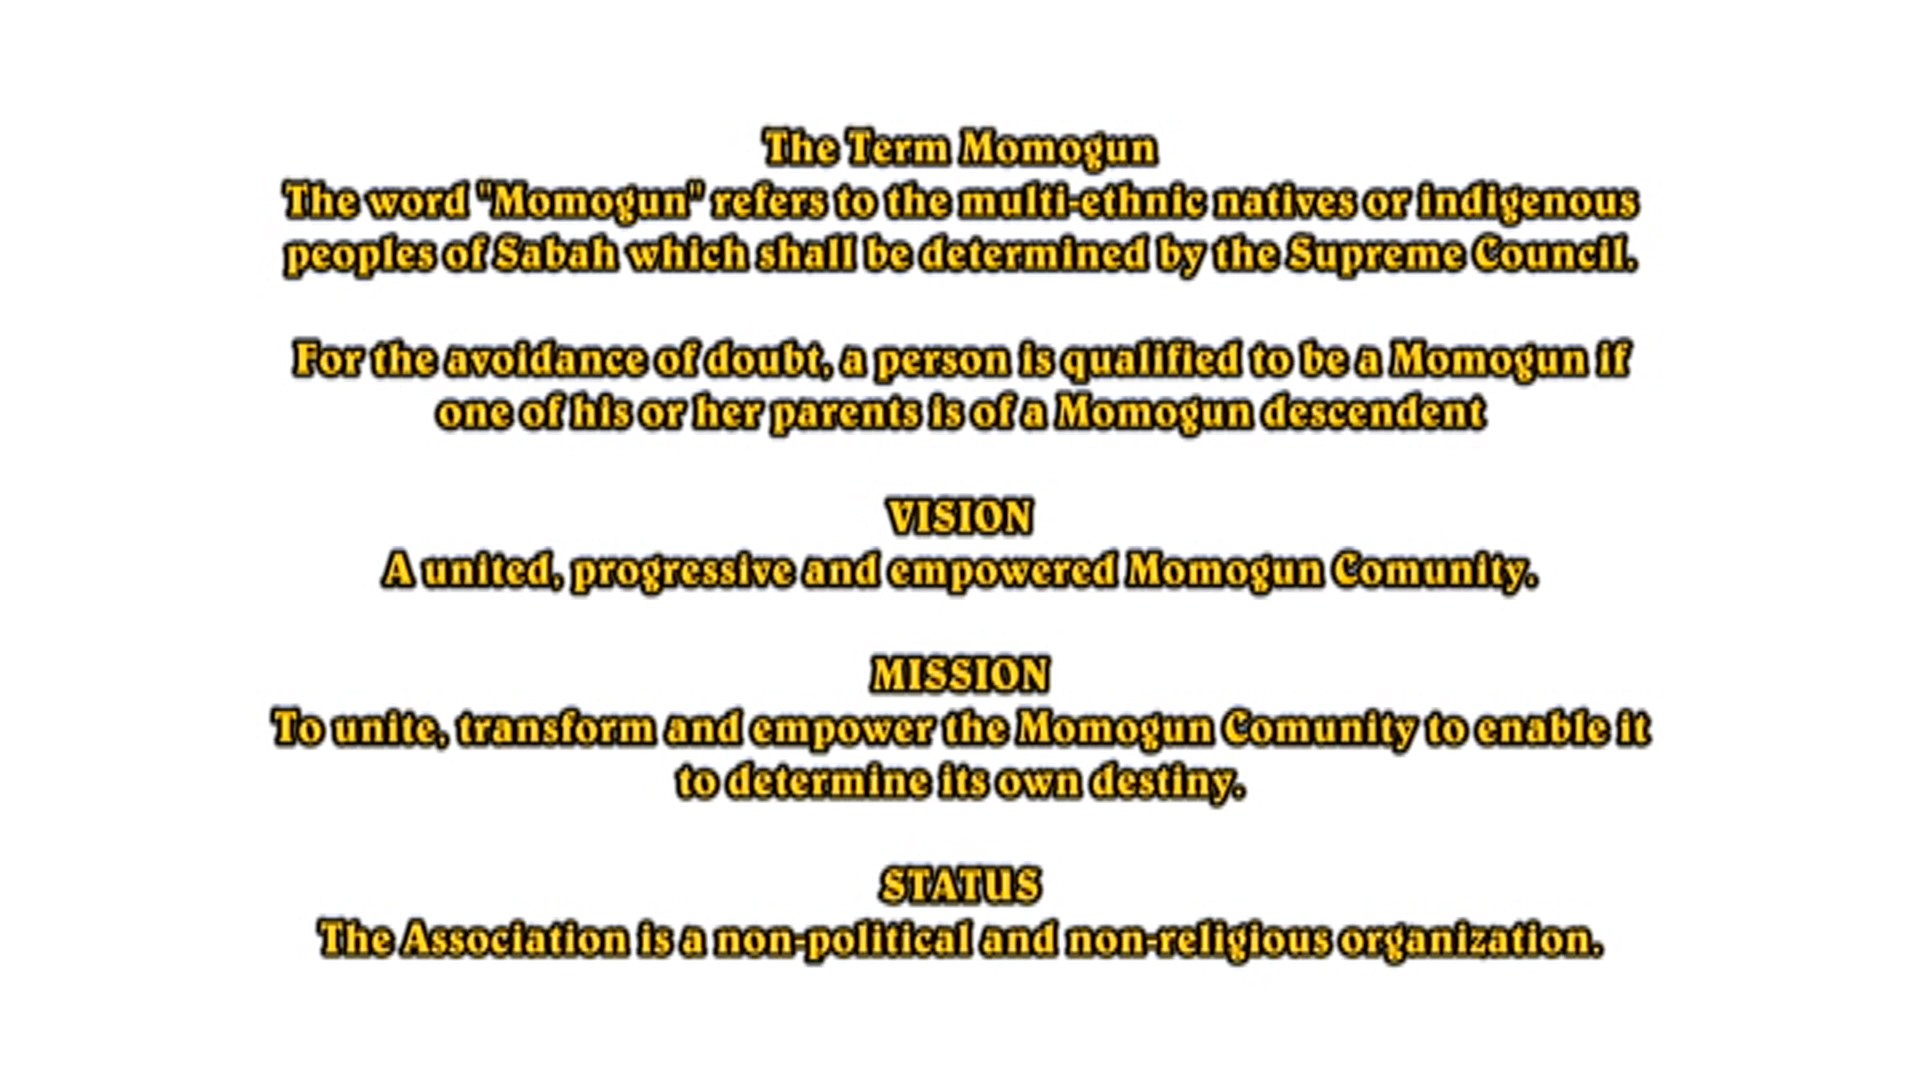 The Term Momogun
The word "Momogun" refers to the multi-ethnic natives or indigenous
peoples of Sabah which shall be determined by the Supreme Council.
For the avoidance of doubt, a person is qualified to be a Momogun if
one of his or her parents is of a Momogun descendent
VISION
A united, progressive and empowered Momogun Comunity.
MISSION
To unite, transform and empower the Momogun Comunity to enable it
to determine its own destiny.
STATUS
The Association is a non-political and non-religious organization.